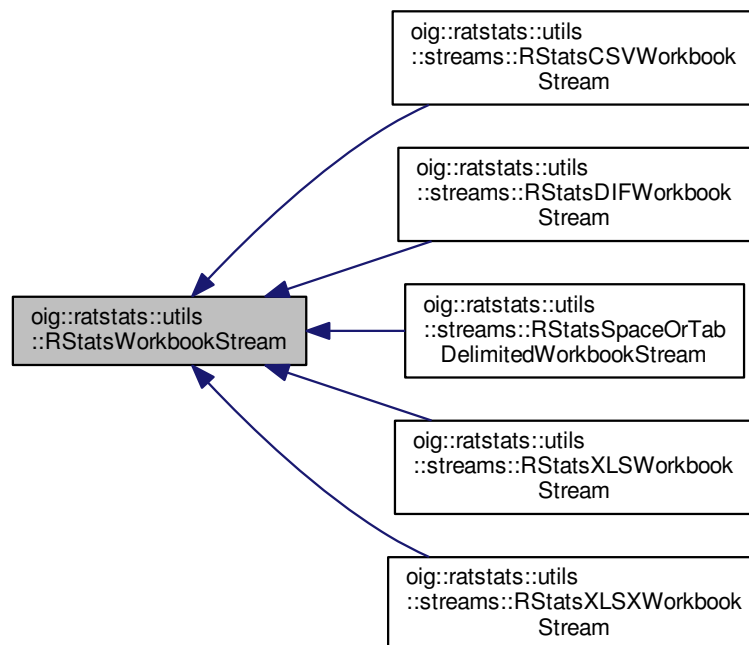 oig::ratstats::utils
::streams::RStatsCSVWorkbook
Stream
oig::ratstats::utils
::streams::RStatsDIFWorkbook
Stream
oig::ratstats::utils
::RStatsWorkbookStream
oig::ratstats::utils
::streams::RStatsSpaceOrTab
DelimitedWorkbookStream
oig::ratstats::utils
::streams::RStatsXLSWorkbook
Stream
oig::ratstats::utils
::streams::RStatsXLSXWorkbook
Stream